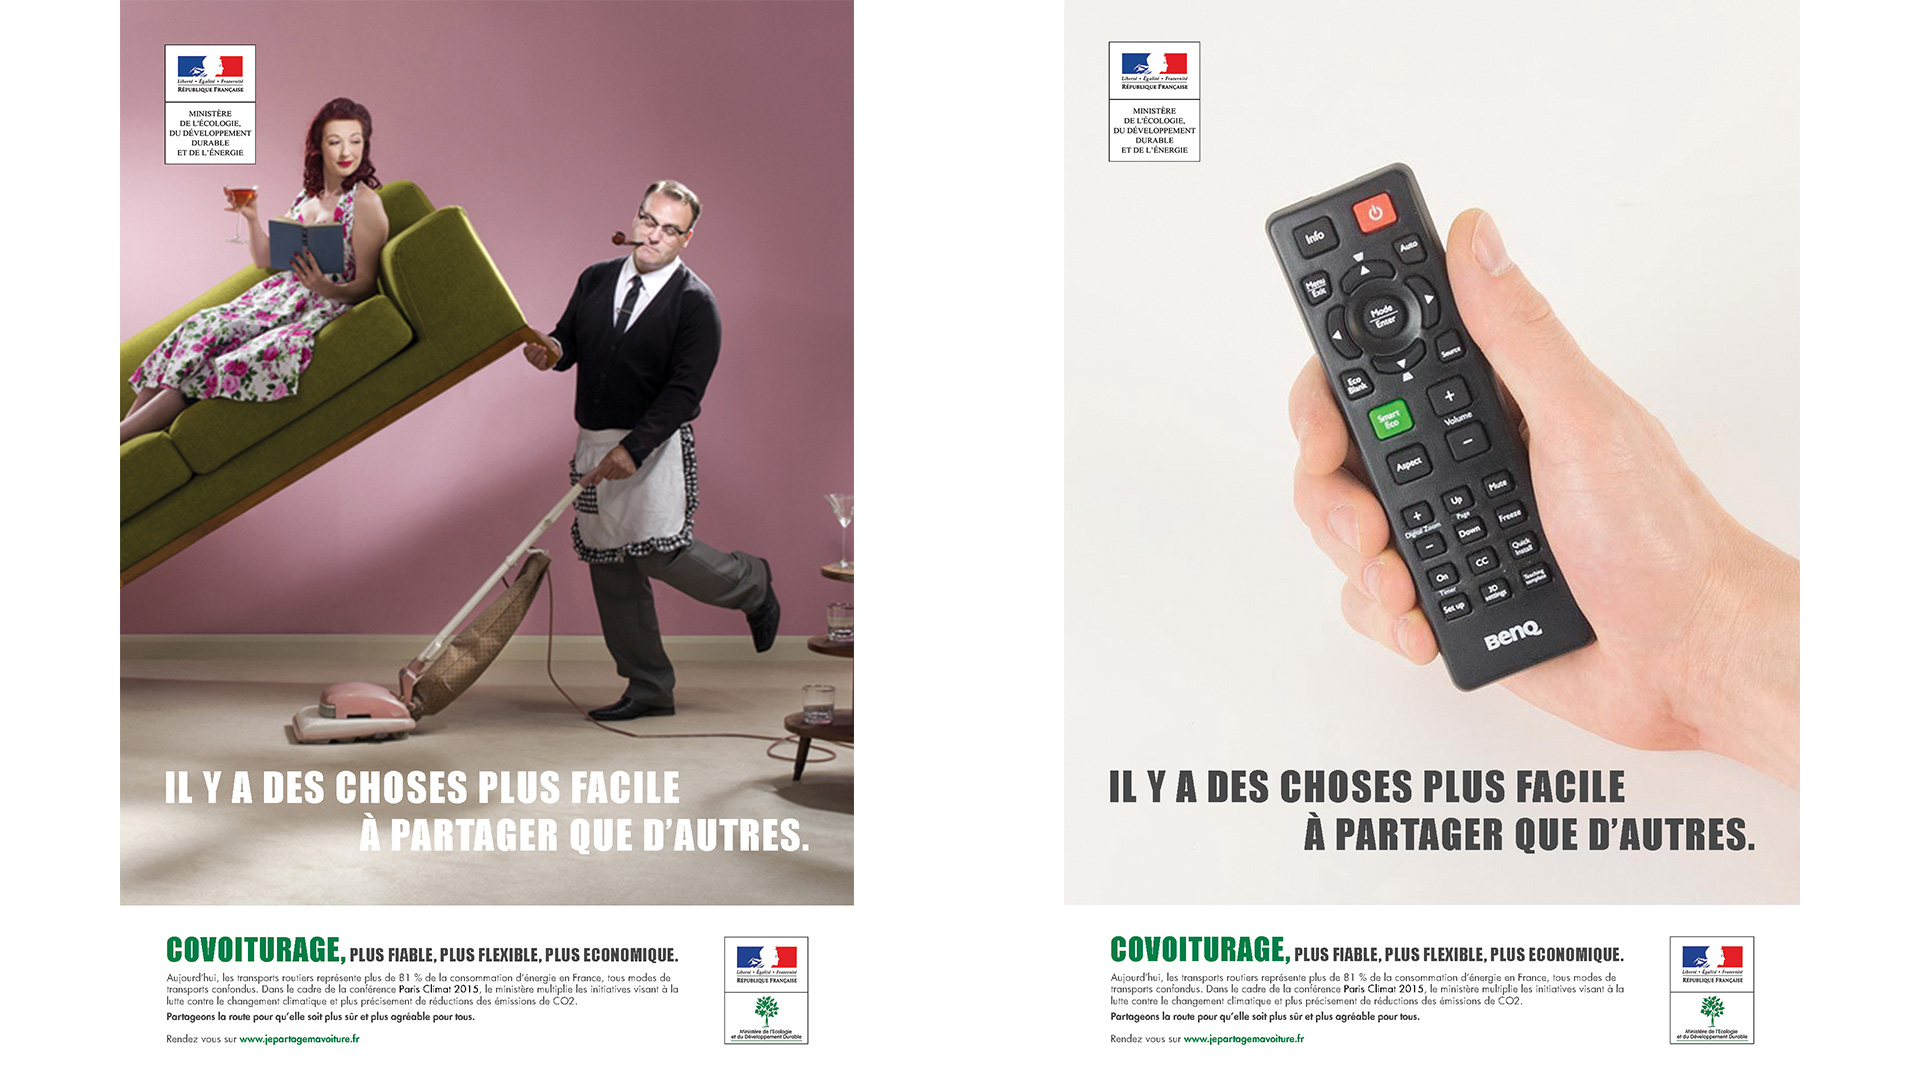 Liberté • Égalité • Fraternité
RÉPUBLIQUE FRANÇAISE
MINISTÈRE
DE L'ÉCOLOGIE,
DU DÉVELOPPEMENT
DURABLE
ET DE L'ÉNERGIE
IL Y A DES CHOSES PLUS FACILE
À PARTAGER QUE D'AUTRES.
COVOITURAGE, PLUS FIABLE, PLUS FLEXIBLE, PLUS ECONOMIQUE.
Aujourd'hui, les transports routiers représente plus de 81 % de la consommation d'énergie en France, tous modes de
transports confondus. Dans le cadre de la conférence Paris Climat 2015, le ministère multiplie les initiatives visant à la
lutte contre le changement climatique et plus précisement de réductions des émissions de CO2.
Partageons la route pour qu'elle soit plus sûr et plus agréable pour tous.
Rendez vous sur www.jepartagemavoiture.fr
Liberté • Égalité • Fraternité
RÉPUBLIQUE FRANÇAISE
Ministère de l'Ecologie
et du Développement Durable
Liberté • Égalité • Fraternité
RÉPUBLIQUE FRANÇAISE
MINISTÈRE
DE L'ÉCOLOGIE,
DU DÉVELOPPEMENT
DURABLE
ET DE L'ÉNERGIE
Info
Auto
Menu
Exit
Mode
Enter
Source
Eco
Blank
Smart
Eco
+
Volume
-
Aspect
Up
Mute
+
Page
Digital Zoom
Down
Freeze
-
CC
Quick
Install
On
Timer
Set up
3D
settings
Teaching
template
BenQ
IL Y A DES CHOSES PLUS FACILE
À PARTAGER QUE D'AUTRES.
COVOITURAGE, PLUS FIABLE, PLUS FLEXIBLE, PLUS ECONOMIQUE.
Aujourd'hui, les transports routiers représente plus de 81 % de la consommation d'énergie en France, tous modes de
transports confondus. Dans le cadre de la conférence Paris Climat 2015, le ministère multiplie les initiatives visant à la
lutte contre le changement climatique et plus précisement de réductions des émissions de CO2.
Partageons la route pour qu'elle soit plus sûr et plus agréable pour tous.
Rendez vous sur www.jepartagemavoiture.fr
Liberté • Égalité • Fraternité
RÉPUBLIQUE FRANÇAISE
Ministère de l'Ecologie
et du Développement Durable